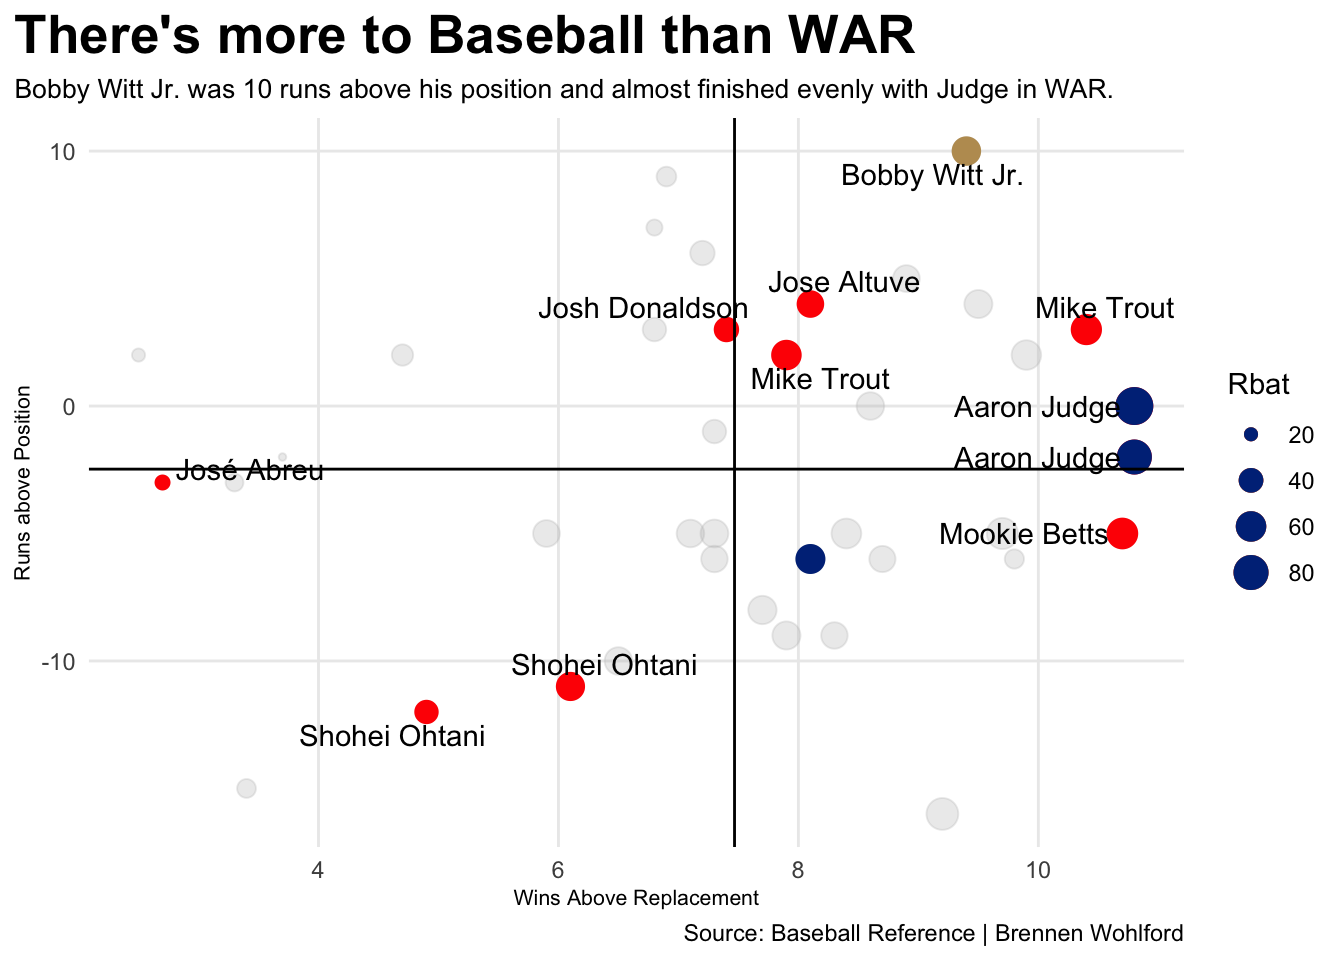 There's more to Baseball than WAR
Bobby Witt Jr. was 10 runs above his position and almost finished evenly with Judge in WAR.
10
Bobby Witt Jr.
Jose Altuve
Josh Donaldson
Mike Trout
Mike Trout
0
Aaron Judge
Aaron Judge
José Abreu
Mookie Betts
-10
Shohei Ohtani
Shohei Ohtani
Runs above Position
Rbat
20
40
60
80
4
6
8
10
Wins Above Replacement
Source: Baseball Reference | Brennen Wohlford